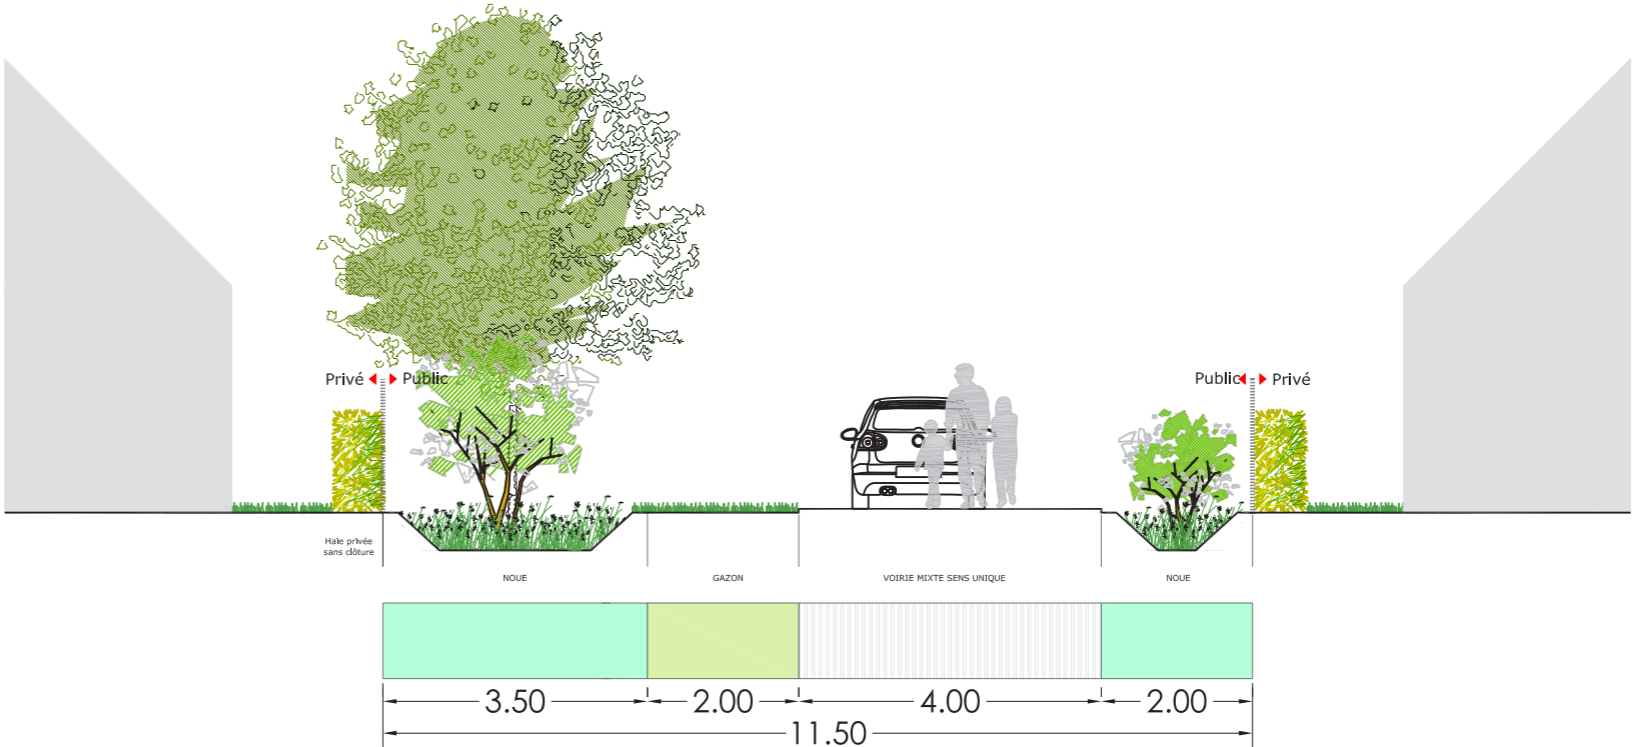 Privé Public
Public Privé
Haie privée
sans clôture
NOUE GAZON VOIRIE MIXTE SENS UNIQUE NOUE
3.50 2.00 4.00 2.00
11.50